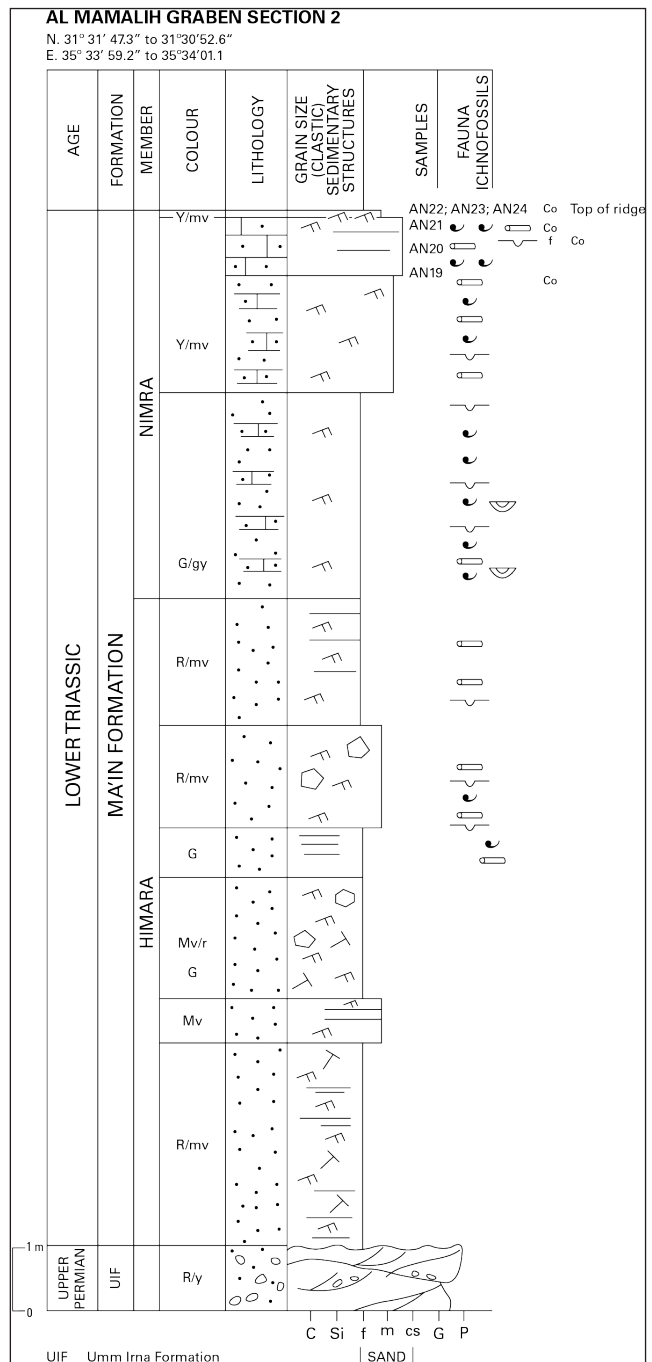 AL MAMALIH GRABEN SECTION 2
N. 31° 31' 47.3" to 31°30'52.6"
E. 35° 33' 59.2" to 35°34'01.1
AGE
FORMATION
MEMBER
COLOUR
LITHOLOGY
GRAIN SIZE
(CLASTIC)
SEDIMENTARY
STRUCTURES
SAMPLES
FAUNA
ICHNOFOSSILS
Y/mv
AN22; AN23; AN24 Co Top of ridge
AN21 Co
f Co
AN20
AN19
Co
Y/mv
NIMRA
G/gy
R/mv
LOWER TRIASSIC
MA'IN FORMATION
R/mv
G
HIMARA
Mv/r
G
Mv
R/mv
1 m
UPPER
PERMIAN
UIF
R/y
0
C Si f m cs G P
UIF Umm Irna Formation
SAND